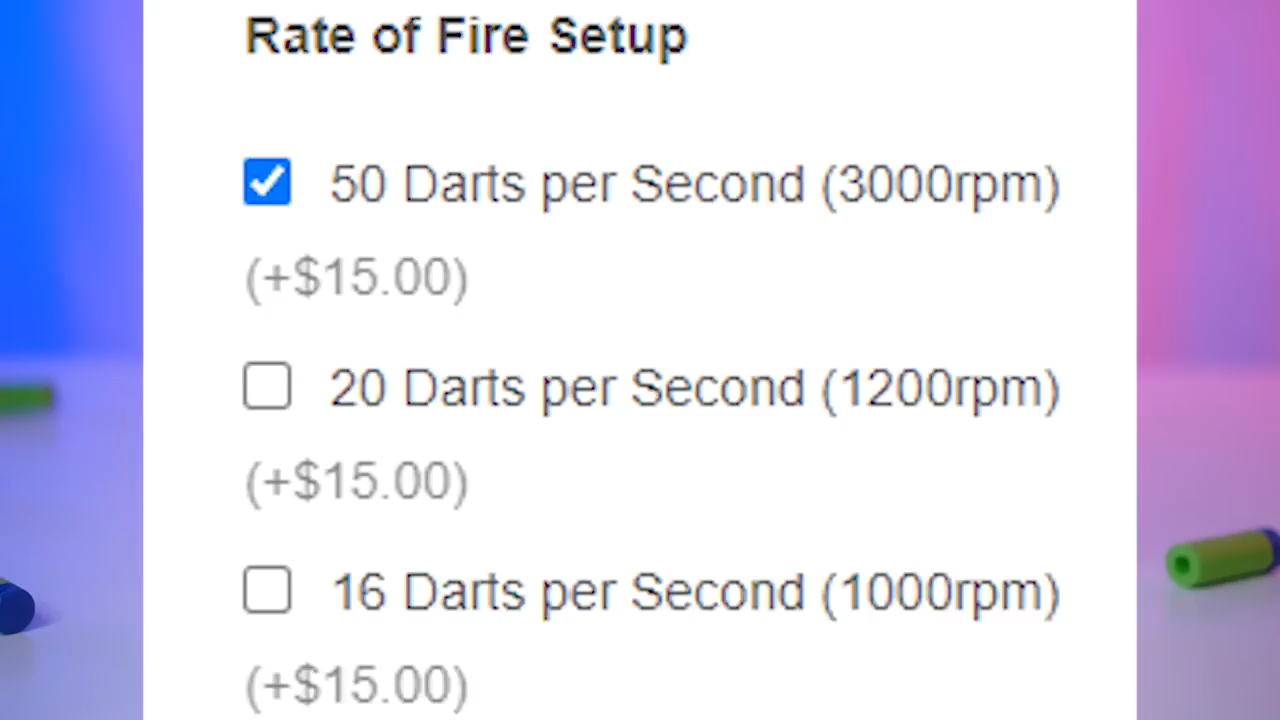 Rate of Fire Setup
50 Darts per Second (3000rpm)
(+$15.00)
20 Darts per Second (1200rpm)
(+$15.00)
16 Darts per Second (1000rpm)
(+$15.00)